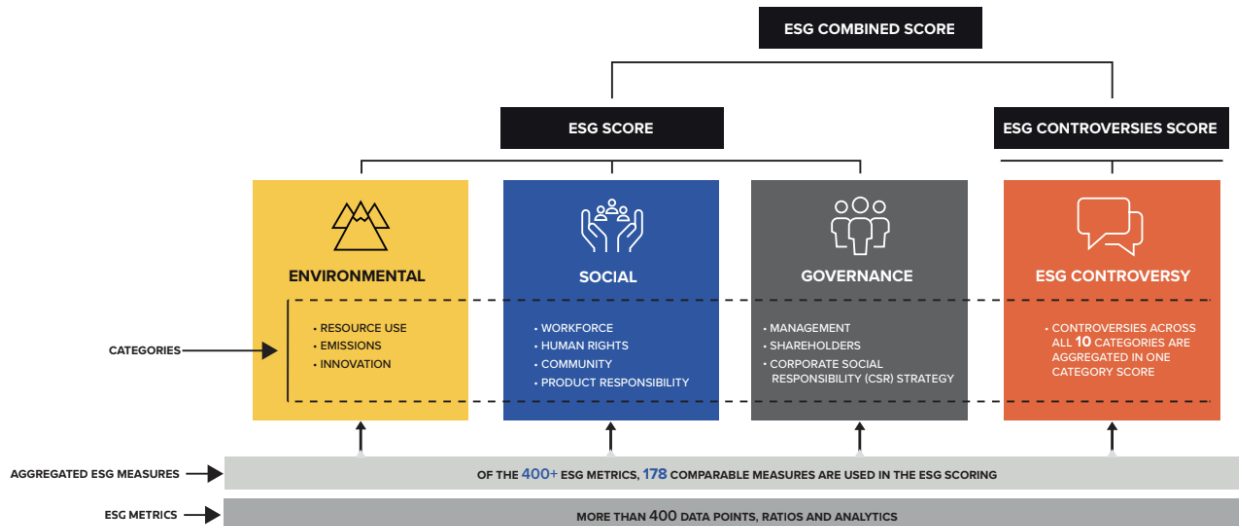 ESG COMBINED SCORE
ESG SCORE
ESG CONTROVERSIES SCORE
ENVIRONMENTAL
SOCIAL
GOVERNANCE
ESG CONTROVERSY
CATEGORIES
• RESOURCE USE
• EMISSIONS
• INNOVATION
• WORKFORCE
• HUMAN RIGHTS
• COMMUNITY
• PRODUCT RESPONSIBILITY
• MANAGEMENT
• SHAREHOLDERS
• CORPORATE SOCIAL
RESPONSIBILITY (CSR) STRATEGY
• CONTROVERSIES ACROSS
ALL 10 CATEGORIES ARE
AGGREGATED IN ONE
CATEGORY SCORE
AGGREGATED ESG MEASURES
OF THE 400+ ESG METRICS, 178 COMPARABLE MEASURES ARE USED IN THE ESG SCORING
ESG METRICS
MORE THAN 400 DATA POINTS, RATIOS AND ANALYTICS